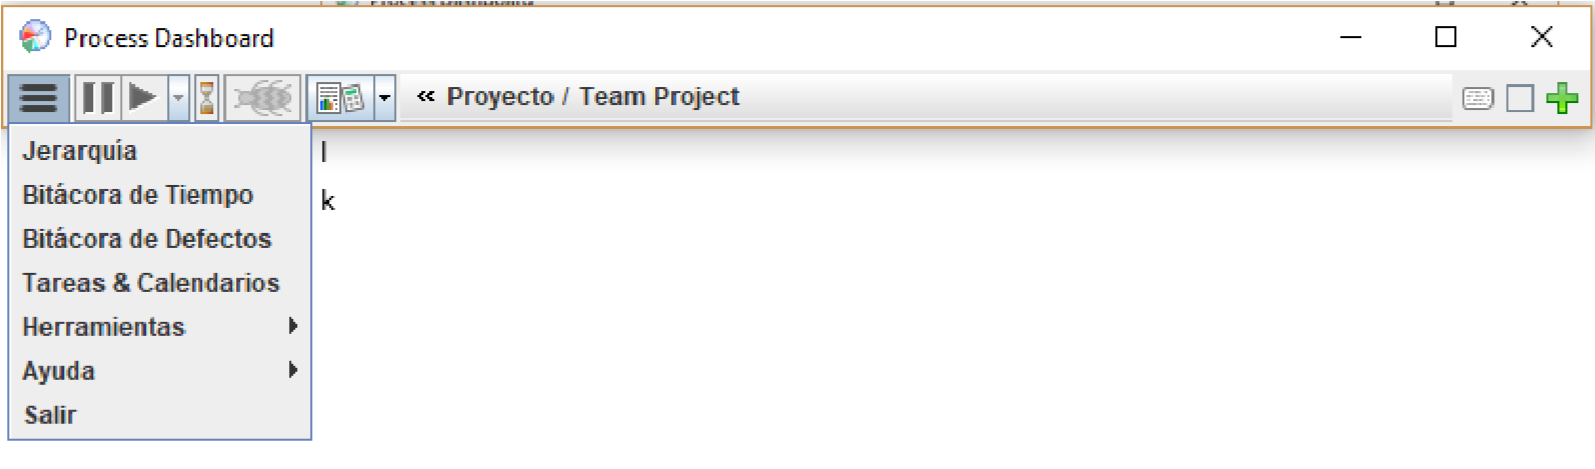 Process Dashboard
« Proyecto / Team Project
Jerarquía
Bitácora de Tiempo
Bitácora de Defectos
Tareas & Calendarios
Herramientas
Ayuda
Salir
l
k